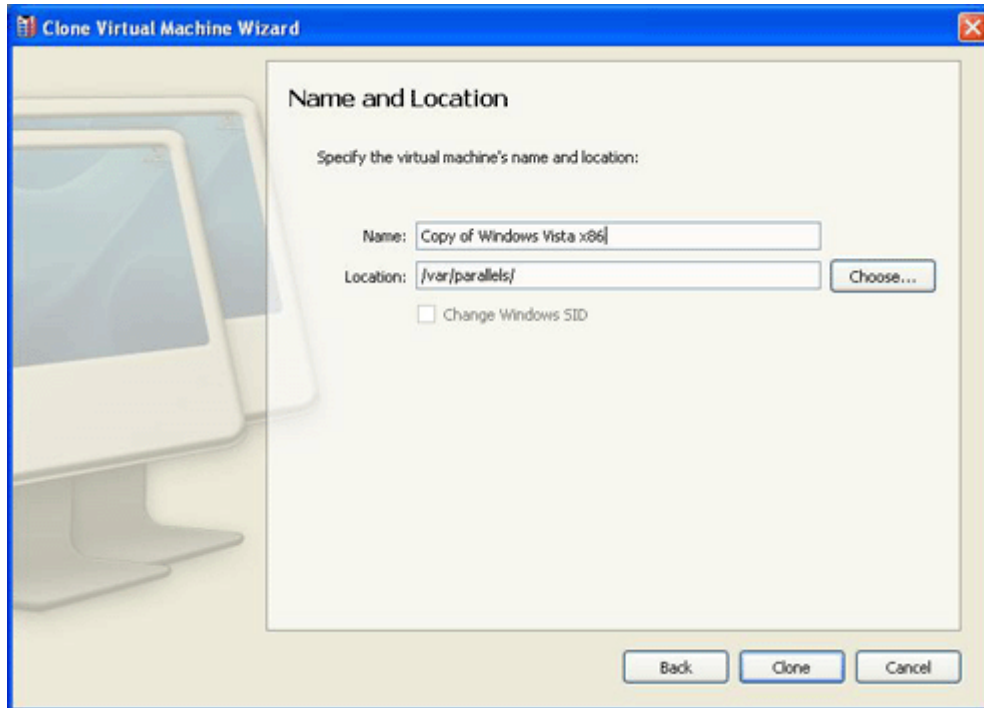 Clone Virtual Machine Wizard
Name and Location
Specify the virtual machine's name and location:
Name: Copy of Windows Vista x86
Location: /var/parallels/ Choose...
Change Windows SID
Back Clone Cancel